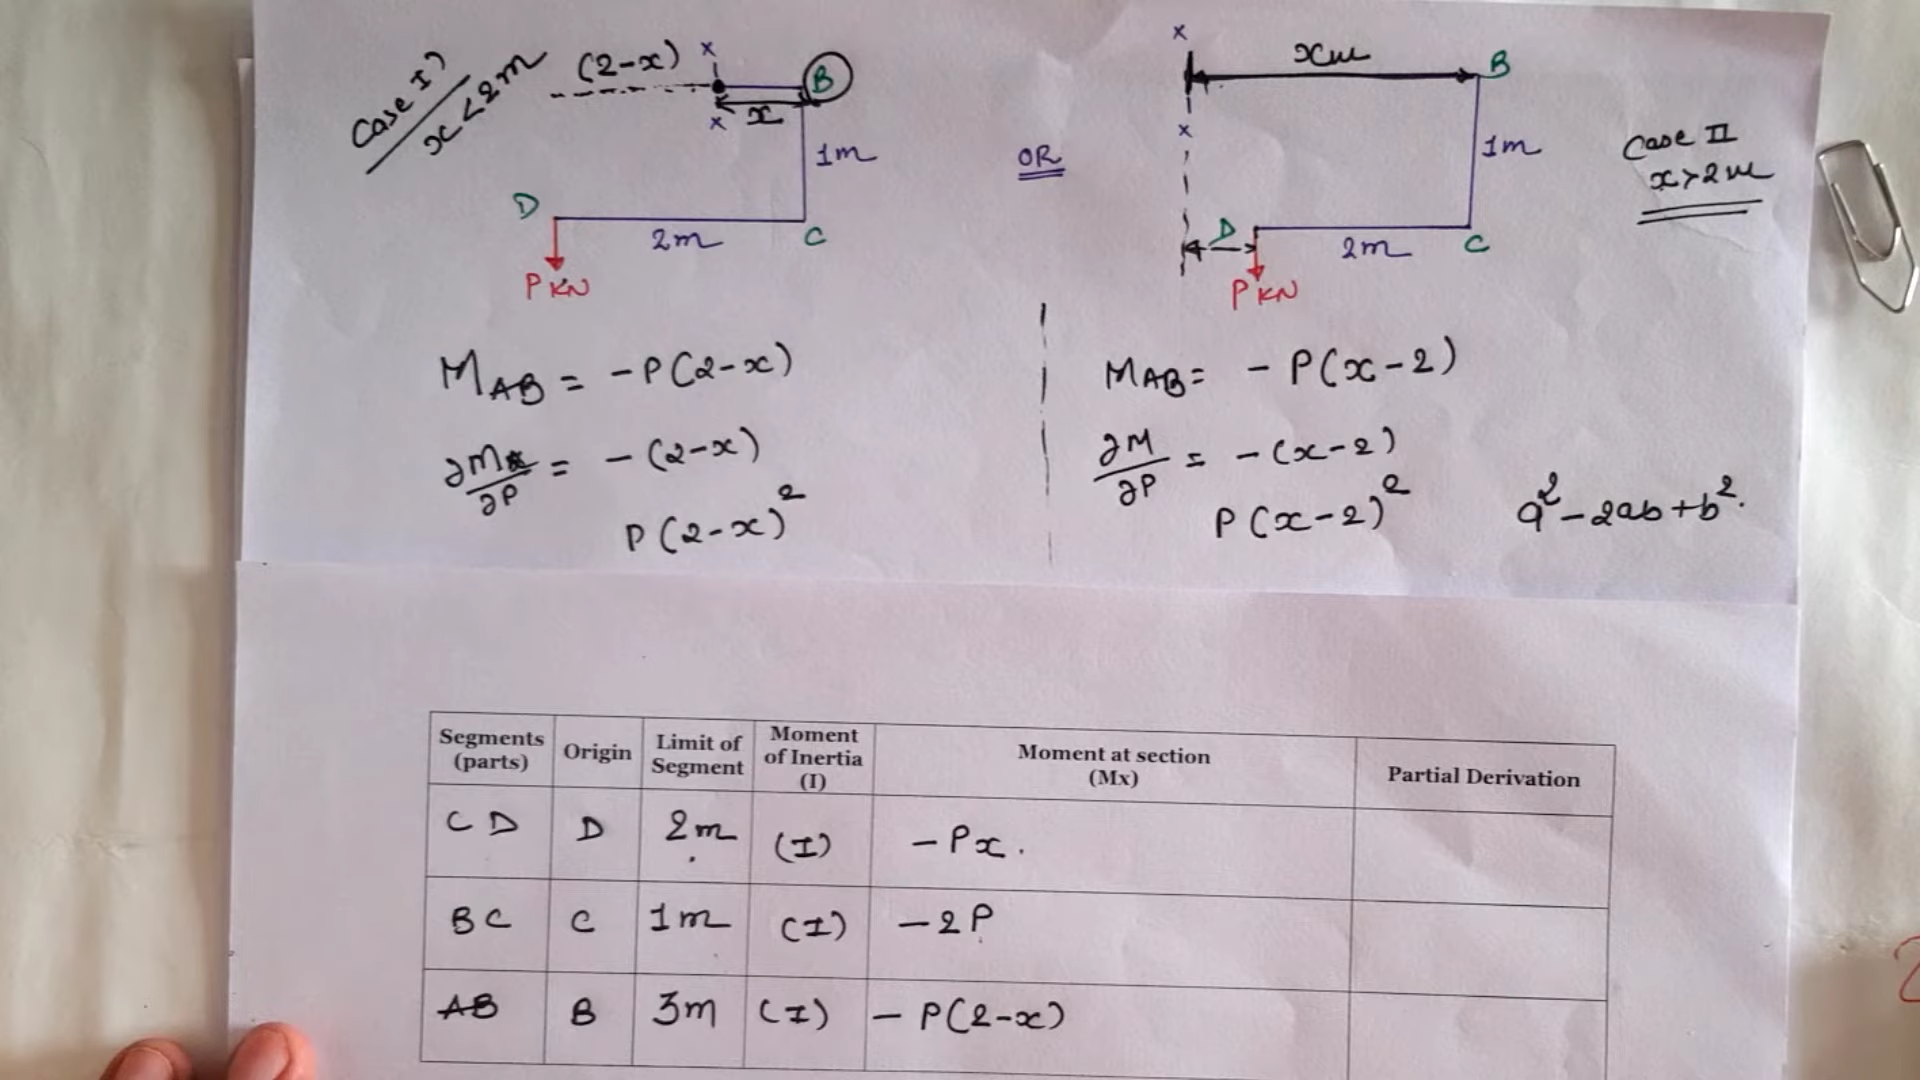 Case I)
x < 2m
(2-x)
x
B
x
x
1m
D
2m
C
P KN
OR
x
xm
B
x
1m
Case II
x > 2m
D
2m
C
P KN
M_AB = -P(2-x)
∂M/∂P = -(2-x)
P(2-x)²
M_AB = -P(x-2)
∂M/∂P = -(x-2)
P(x-2)²
a²-2ab+b².
Segments (parts) Origin Limit of Segment Moment of Inertia (I) Moment at section (Mx) Partial Derivation
CD D 2m (I) -Px.
BC C 1m (I) -2P
AB B 3m (I) -P(2-x)